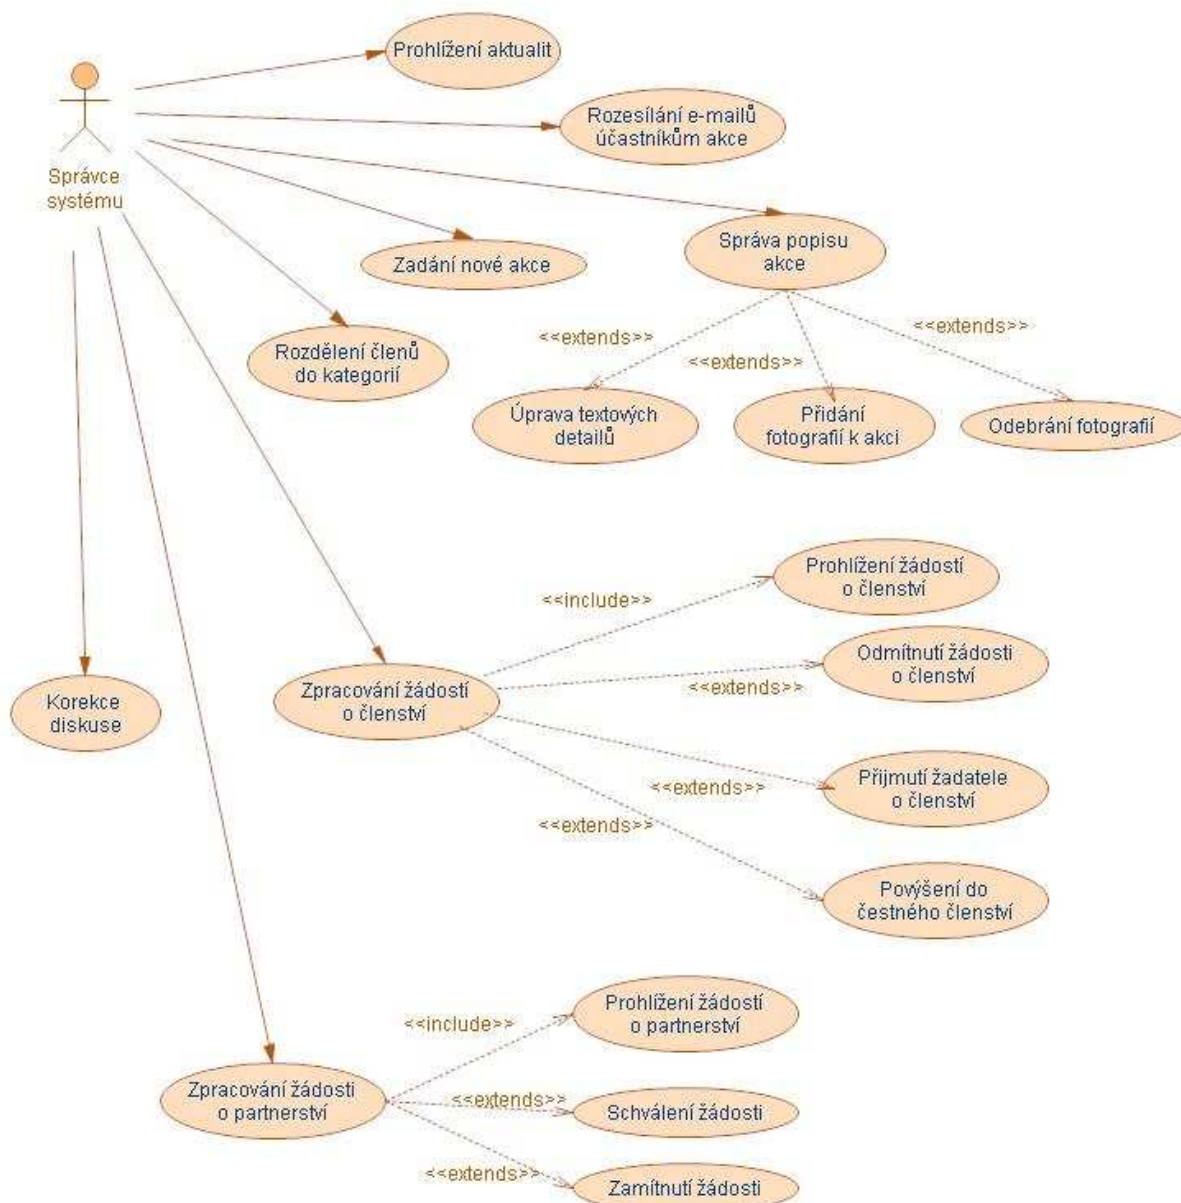 Prohlížení aktualit
Rozesílání e-mailů
účastníkům akce
Správce
systému
Správa popisu
akce
Zadání nové akce
<<extends>>
<<extends>>
<<extends>>
Rozdělení členů
do kategorií
Úprava textových
detailů
Přidání
fotografií k akci
Odebrání fotografií
Prohlížení žádostí
o členství
<<include>>
Odmítnutí žádosti
o členství
<<extends>>
Zpracování žádostí
o členství
Korekce
diskuse
Přijmutí žadatele
o členství
<<extends>>
<<extends>>
Povýšení do
čestného členství
Prohlížení žádostí
o partnerství
<<include>>
Zpracování žádosti
o partnerství
<<extends>>
Schválení žádosti
<<extends>>
Zamítnutí žádosti